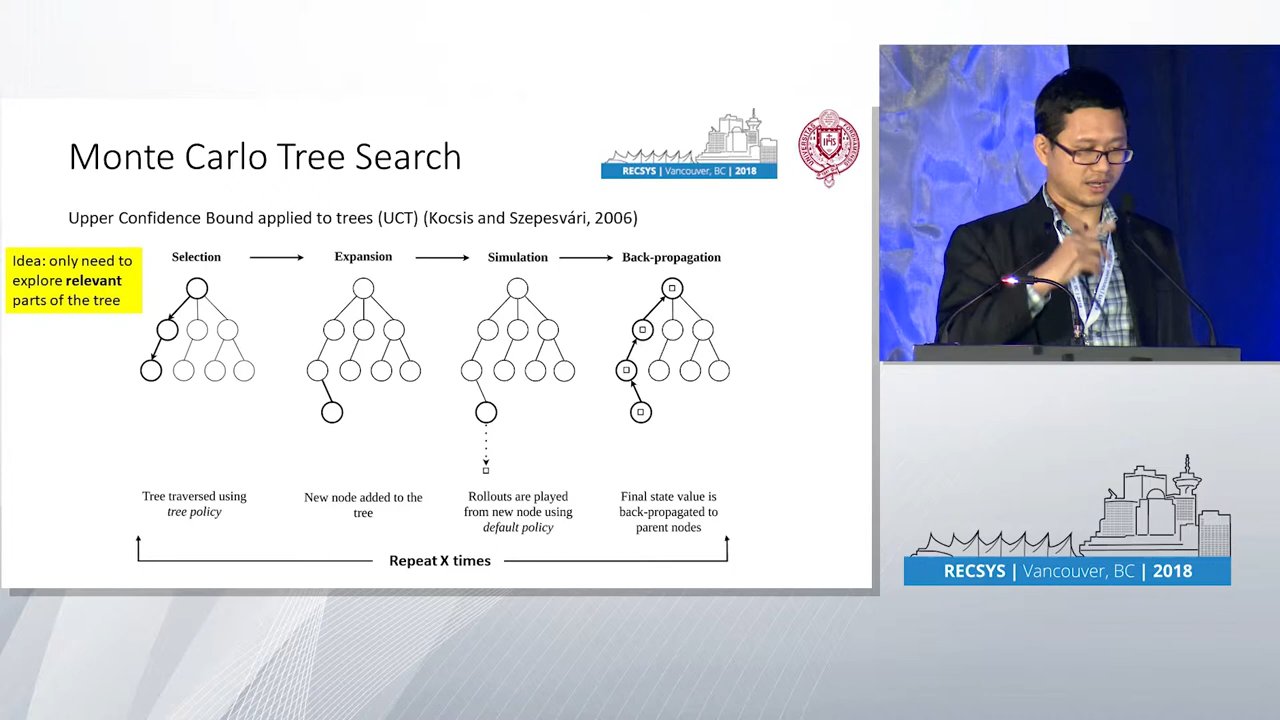 Monte Carlo Tree Search
RECSYS | Vancouver, BC | 2018
IHS
Upper Confidence Bound applied to trees (UCT) (Kocsis and Szepesvári, 2006)
Idea: only need to
explore relevant
parts of the tree
Selection
Expansion
Simulation
Back-propagation
Tree traversed using
tree policy
New node added to the
tree
Rollouts are played
from new node using
default policy
Final state value is
back-propagated to
parent nodes
Repeat X times
RECSYS | Vancouver, BC | 2018